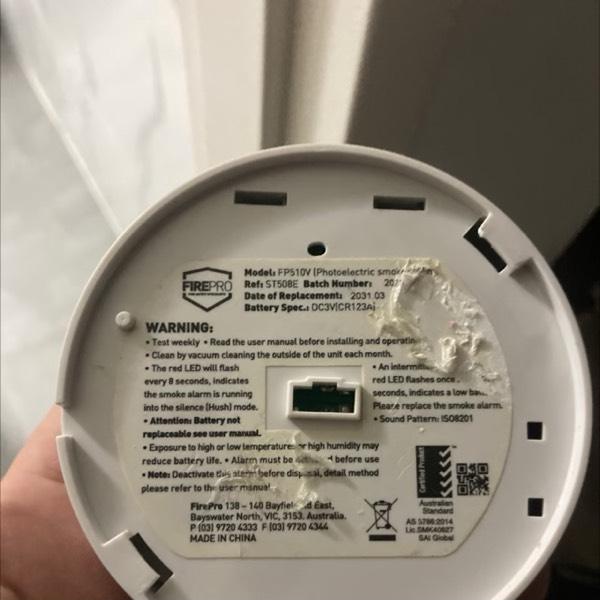 FIREPRO
Model: FP510V (Photoelectric smoke
Ref: ST508E Batch Number:
Date of Replacement: 2031.03
Battery Spec.: DC3V(CR123A)
WARNING:
• Test weekly • Read the user manual before installing and
• Clean by vacuum cleaning the outside of the unit each month.
• The red LED will flash
every 8 seconds, indicates
the smoke alarm is running
into the silence (Hush) mode.
• Attention: Battery not
replaceable see user manual.
• An
red LED flashes once
seconds, indicates a low
Please replace the smoke alarm.
• Sound Pattern: ISO8201
• Exposure to high or low temperatures or high humidity may
reduce battery life. • Alarm must be before use
• Note: Deactivate this alarm before disposal, detail method
please refer to the user manual.
FirePro 138 – 140 Bayfield East,
Bayswater North, VIC, 3153. Australia.
P (03) 9720 4333 F (03) 9720 4344
MADE IN CHINA
Certified Product
Australian
Standard
AS 3786:2014
Lic.SMK40827
SAI Global